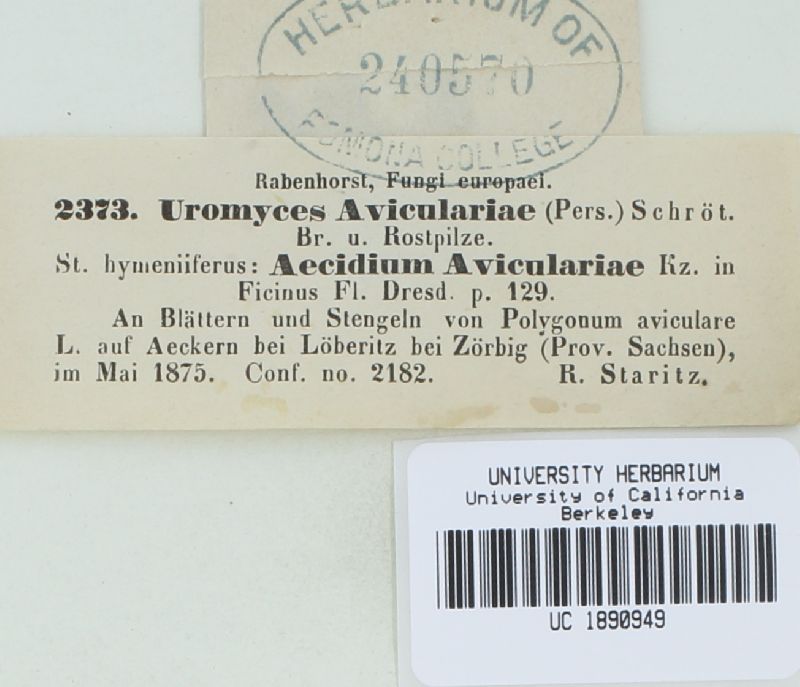 HERBARIUM OF
240570
POMONA COLLEGE
Rabenhorst, Fungi europaei.
2373. Uromyces Aviculariae (Pers.) Schröt.
Br. u. Rostpilze.
St. hymeniiferus: Aecidium Aviculariae Kz. in
Ficinus Fl. Dresd. p. 129.
An Blättern und Stengeln von Polygonum aviculare
L. auf Aeckern bei Löberitz bei Zörbig (Prov. Sachsen),
im Mai 1875. Conf. no. 2182. R. Staritz.
UNIVERSITY HERBARIUM
University of California
Berkeley
UC 1890949